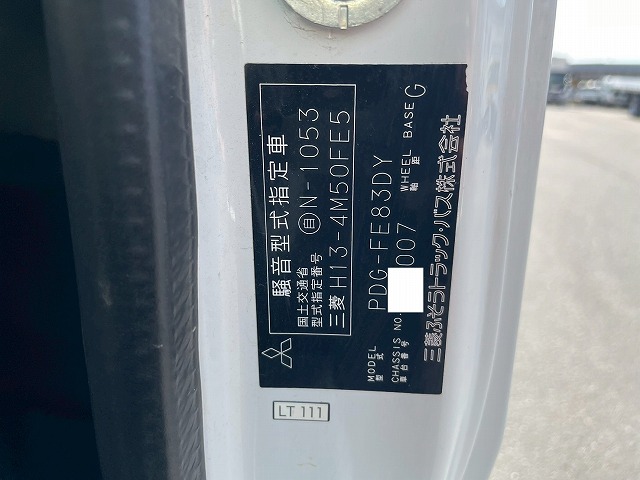 騒音型式指定車
国土交通省
型式指定番号 自N-1053
三菱 H13-4M50FE5
MODEL
型式 PDG-FE83DY
CHASSIS NO. 007 WHEEL BASE G
車台番号 軸距
三菱ふそうトラック・バス株式会社
LT 111